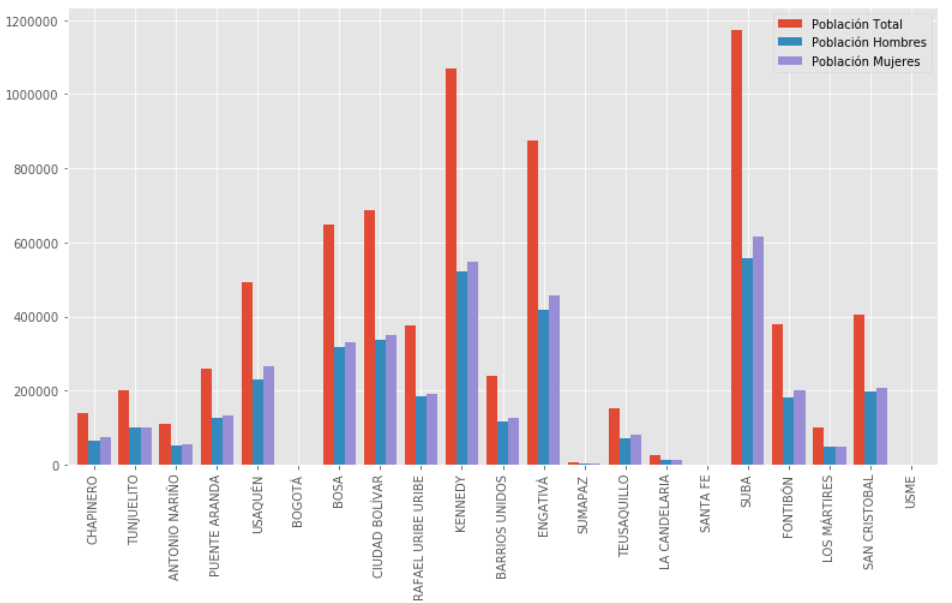 1200000
1000000
800000
600000
400000
200000
0
Población Total
Población Hombres
Población Mujeres
CHAPINERO
TUNJUELITO
ANTONIO NARIÑO
PUENTE ARANDA
USAQUÉN
BOGOTÁ
BOSA
CIUDAD BOLÍVAR
RAFAEL URIBE URIBE
KENNEDY
BARRIOS UNIDOS
ENGATIVÁ
SUMAPAZ
TEUSAQUILLO
LA CANDELARIA
SANTA FE
SUBA
FONTIBÓN
LOS MÁRTIRES
SAN CRISTOBAL
USME